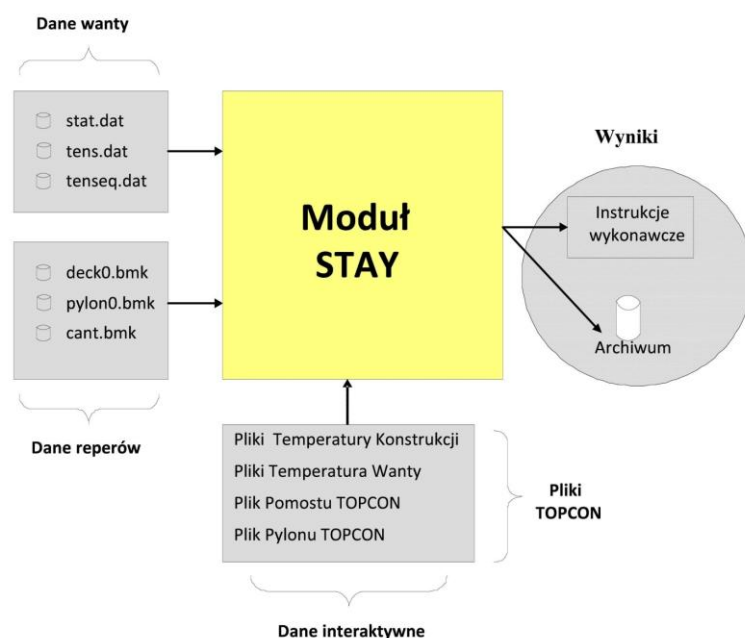 Dane wanty
stat.dat
tens.dat
tenseq.dat
deck0.bmk
pylon0.bmk
cant.bmk
Dane reperów
Moduł
STAY
Wyniki
Instrukcje
wykonawcze
Archiwum
Pliki Temperatury Konstrukcji
Pliki Temperatura Wanty
Plik Pomostu TOPCON
Plik Pylonu TOPCON
Pliki
TOPCON
Dane interaktywne